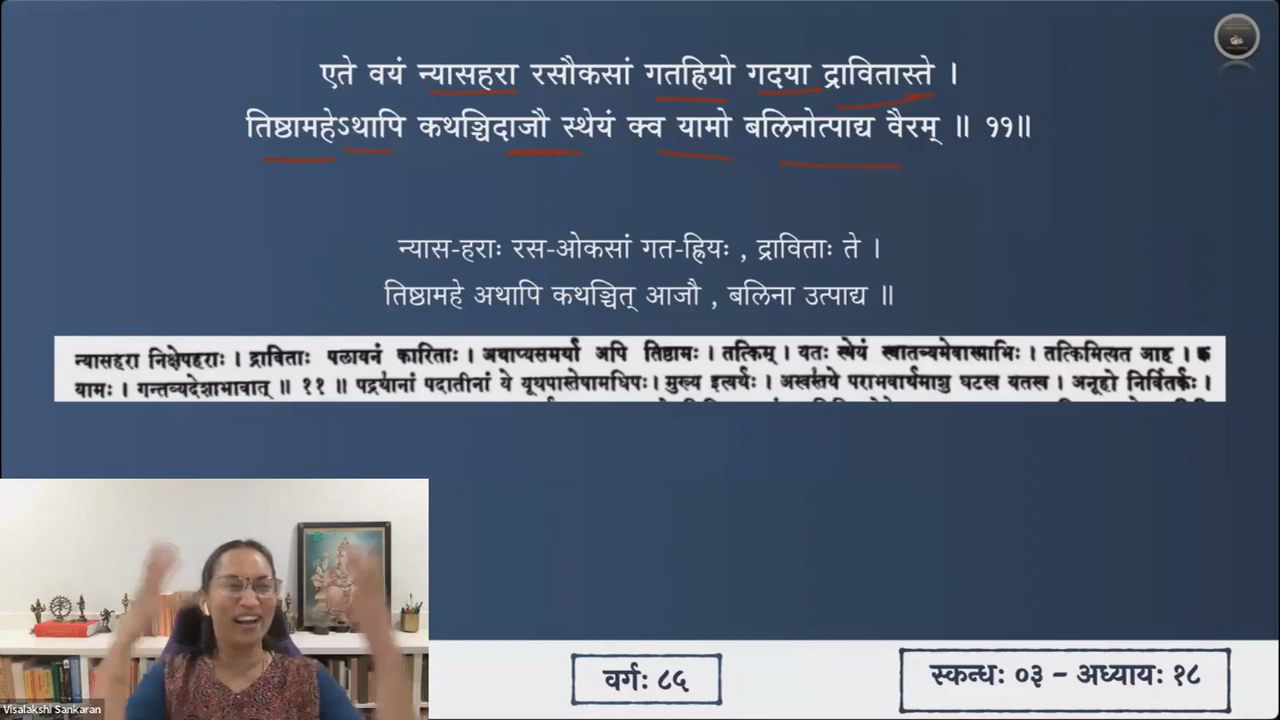 एते वयं न्यासहरा रसौकसां गतह्रियो गदया द्रावितास्ते ।
तिष्ठामहेऽथापि कथञ्चिदाजौ स्थेयं क्व यामो बलिनोत्पाद्य वैरम् ॥ ११॥
न्यास-हराः रस-ओकसां गत-ह्रियः , द्राविताः ते ।
तिष्ठामहे अथापि कथञ्चित् आजौ , बलिना उत्पाद्य ॥
न्यासहरा निक्षेपहराः । द्राविताः पलायनं कारिताः । अथाप्यसमर्था अपि तिष्ठामः । तत्किम् । यतः स्थेयं स्थातव्यमेवास्माभिः । तत्किमित्यत आह । क्व
यामः । गन्तव्यदेशाभावात् ॥ ११ ॥ पद्रथानां पदातीनां ये यूथपास्तेषामधिपः । मुख्य इत्यर्थः । अस्वस्तये पराभवार्थमाशु घटस्व यतस्व । अनूहो निर्वितर्कः ।
वर्गः ८५
स्कन्धः ०३ – अध्यायः १८
Visalakshi Sankaran